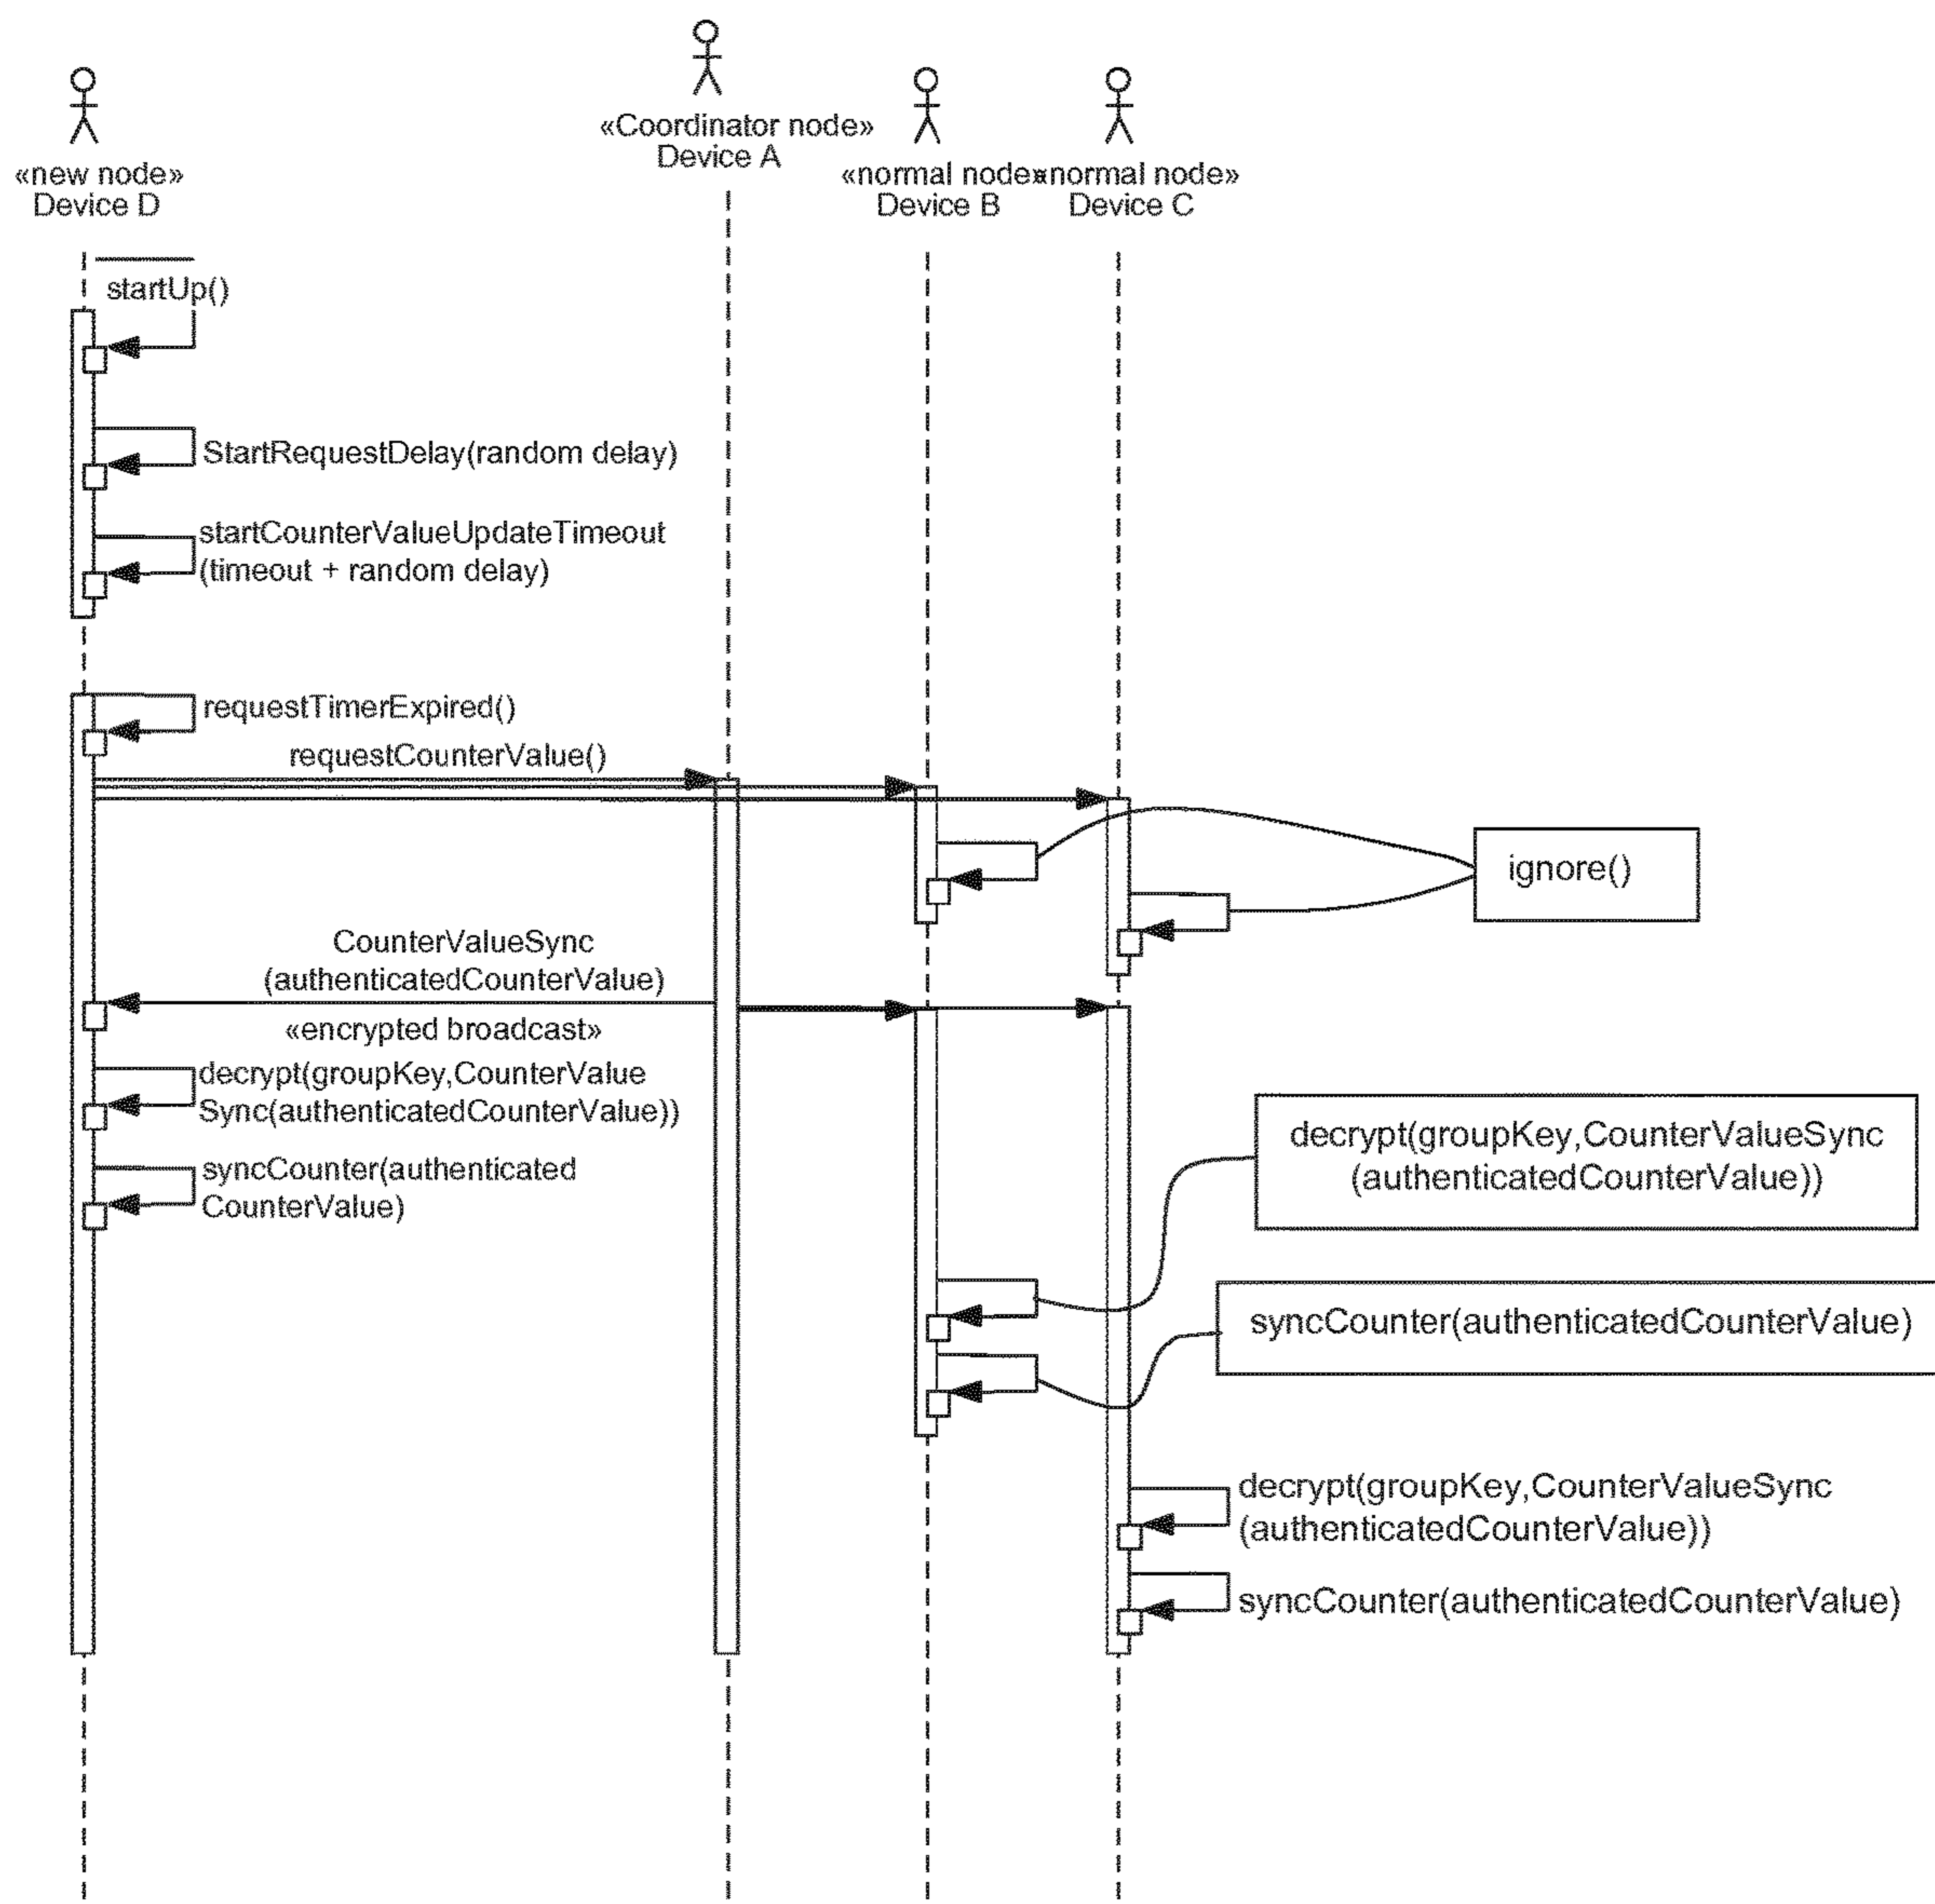 «Coordinator node»
Device A
«new node»
Device D
«normal node»
Device B
«normal node»
Device C
startUp()
StartRequestDelay(random delay)
startCounterValueUpdateTimeout
(timeout + random delay)
requestTimerExpired()
requestCounterValue()
ignore()
CounterValueSync
(authenticatedCounterValue)
«encrypted broadcast»
decrypt(groupKey,CounterValue
Sync(authenticatedCounterValue))
syncCounter(authenticated
CounterValue)
decrypt(groupKey,CounterValueSync
(authenticatedCounterValue))
syncCounter(authenticatedCounterValue)
decrypt(groupKey,CounterValueSync
(authenticatedCounterValue))
syncCounter(authenticatedCounterValue)